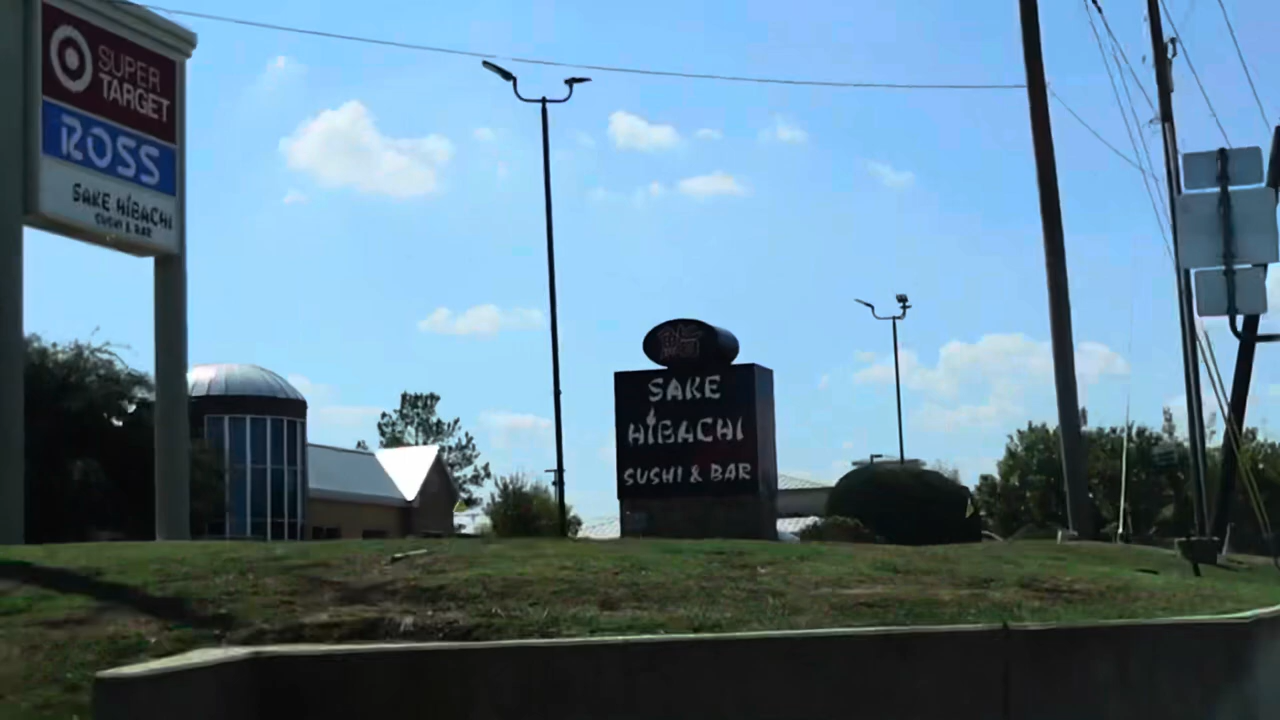 SUPER
TARGET
ROSS
SAKE HIBACHI
SUSHI & BAR
SAKE
HIBACHI
SUSHI & BAR